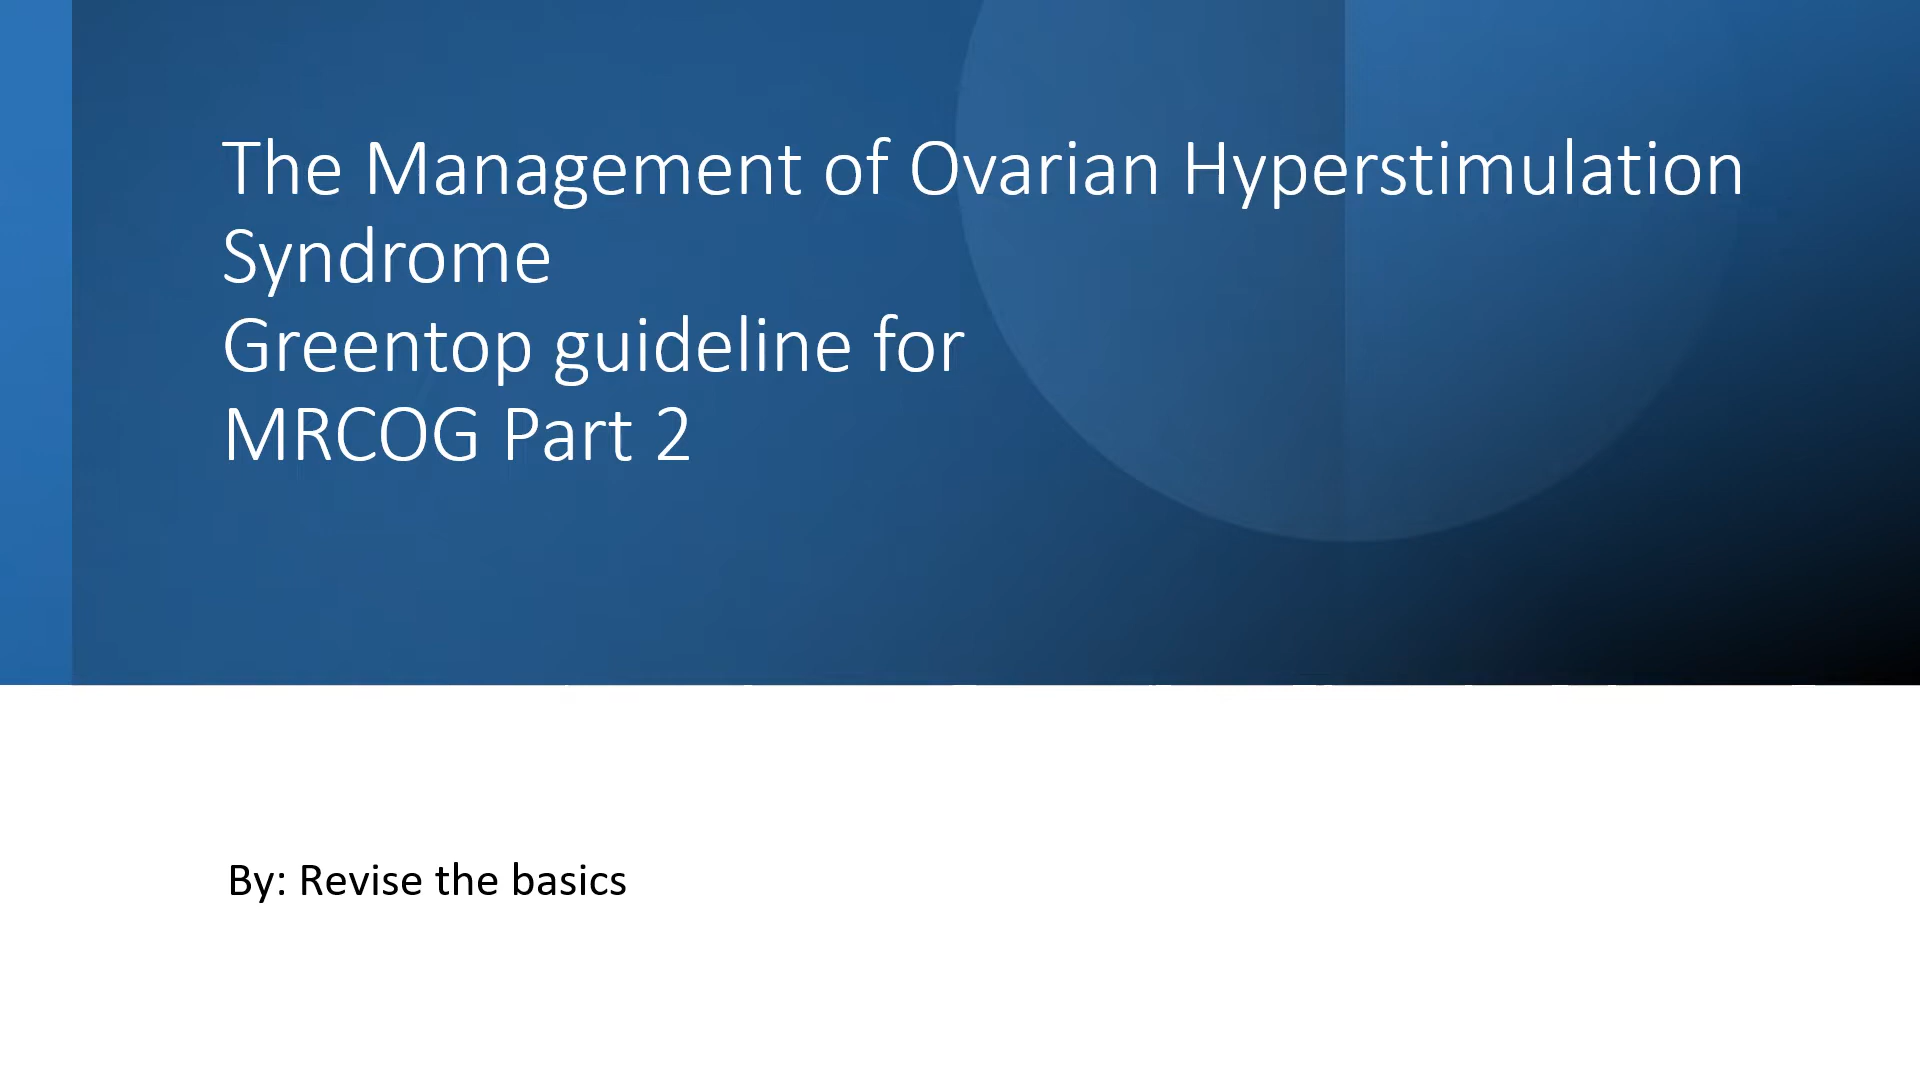 The Management of Ovarian Hyperstimulation
Syndrome
Greentop guideline for
MRCOG Part 2
By: Revise the basics